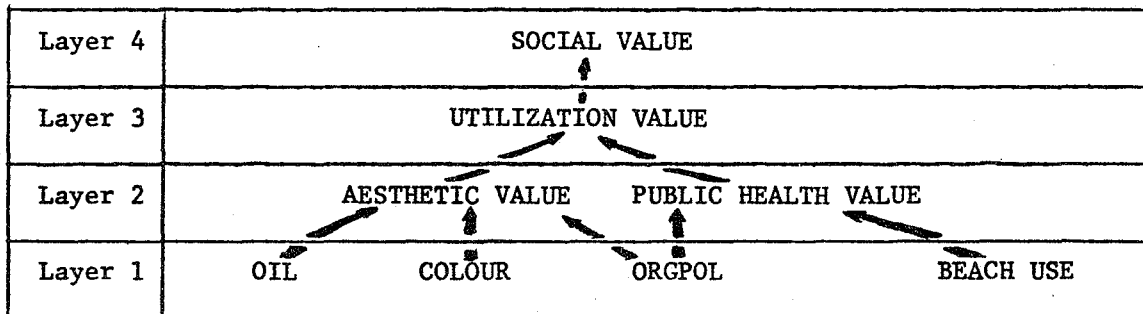 Layer 4 SOCIAL VALUE
Layer 3 UTILIZATION VALUE
Layer 2 AESTHETIC VALUE PUBLIC HEALTH VALUE
Layer 1 OIL COLOUR ORGPOL BEACH USE